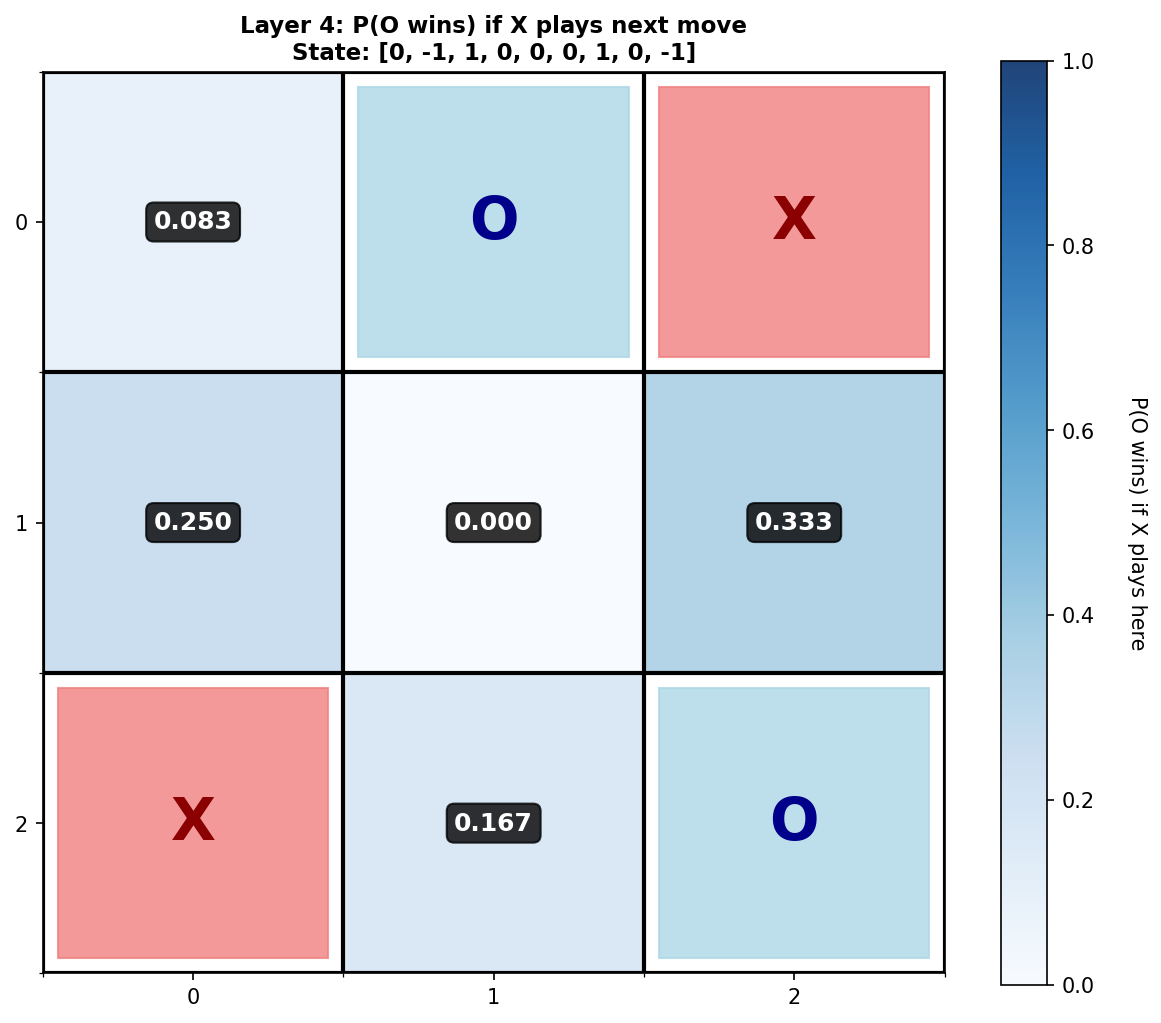 Layer 4: P(O wins) if X plays next move
State: [0, -1, 1, 0, 0, 0, 1, 0, -1]
0
0.083
O
X
1
0.250
0.000
0.333
2
X
0.167
O
0
1
2
1.0
0.8
0.6
0.4
0.2
0.0
P(O wins) if X plays here